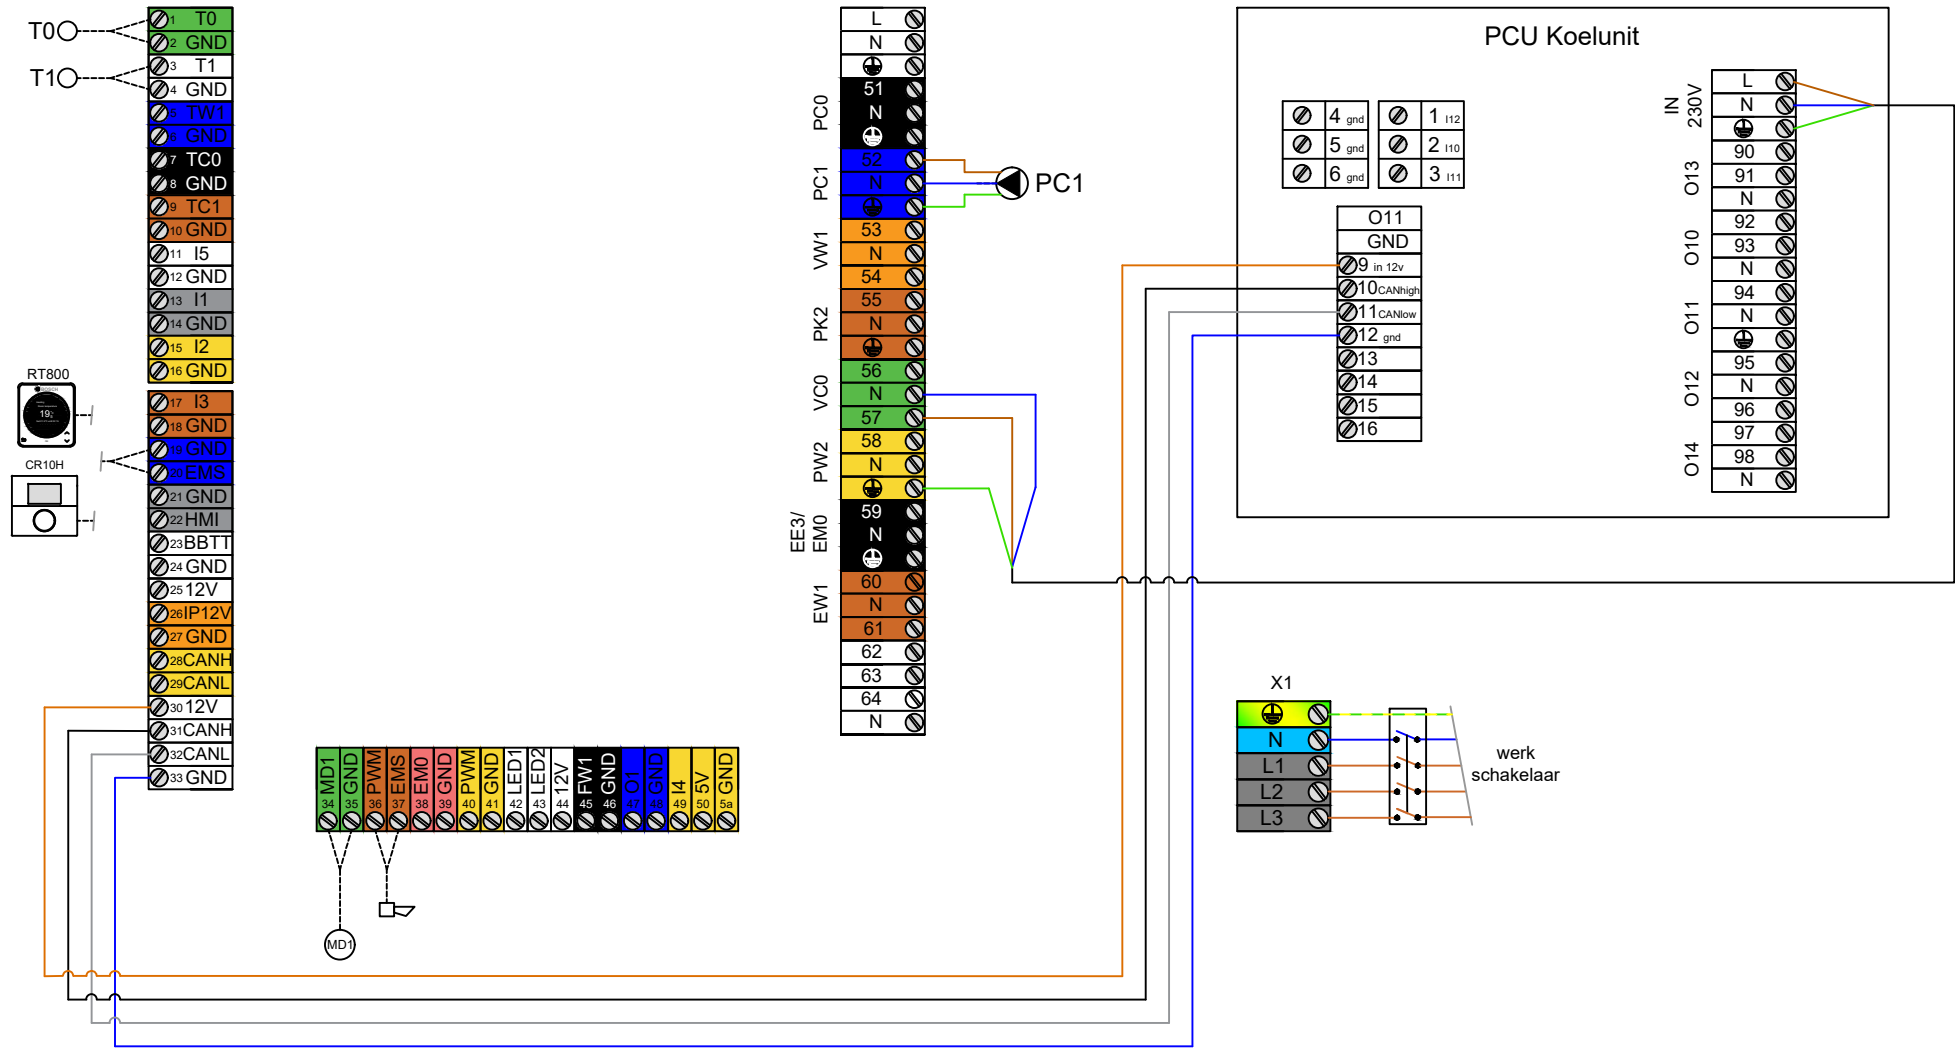 T0
T1
1 T0
2 GND
3 T1
4 GND
5 TW1
6 GND
7 TC0
8 GND
9 TC1
10 GND
11 I5
12 GND
13 I1
14 GND
15 I2
16 GND
RT800
BOSCH
19
17 I3
18 GND
19 GND
20 EMS
CR10H
21 GND
22 HMI
23 BBTT
24 GND
25 12V
26 IP12V
27 GND
28 CANH
29 CANL
30 12V
31 CANH
32 CANL
33 GND
MD1 34
GND 35
PWM 36
EMS 37
EM0 38
GND 39
PWM 40
GND 41
LED1 42
LED2 43
12V 44
FW1 45
GND 46
O1 47
GND 48
I4 49
5V 50
GND 5a
MD1
L
N
PC0
51
N
PC1
52
N
PC1
VW1
53
N
54
PK2
55
N
VC0
56
N
57
PW2
58
N
EE3/
EM0
59
N
EW1
60
N
61
62
63
64
N
PCU Koelunit
4 gnd
5 gnd
6 gnd
1 I12
2 I10
3 I11
O11
GND
9 in 12v
10 CANhigh
11 CANlow
12 gnd
13
14
15
16
IN
230V
L
N
O13
90
91
N
O10
92
93
N
O11
94
N
O12
95
N
96
O14
97
98
N
X1
N
L1
L2
L3
werk
schakelaar